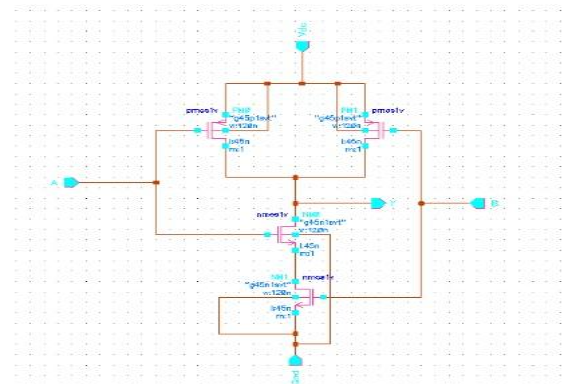 Vdc
pmos1v PM0
"g45p1svt"
w:120n
l:45n
m:1
PM1 pmos1v
"g45p1svt"
w:120n
l:45n
m:1
A
Y
B
nmos1v NM0
"g45n1svt"
w:120n
l:45n
m:1
NM1 nmos1v
"g45n1svt"
w:120n
l:45n
m:1
Gnd